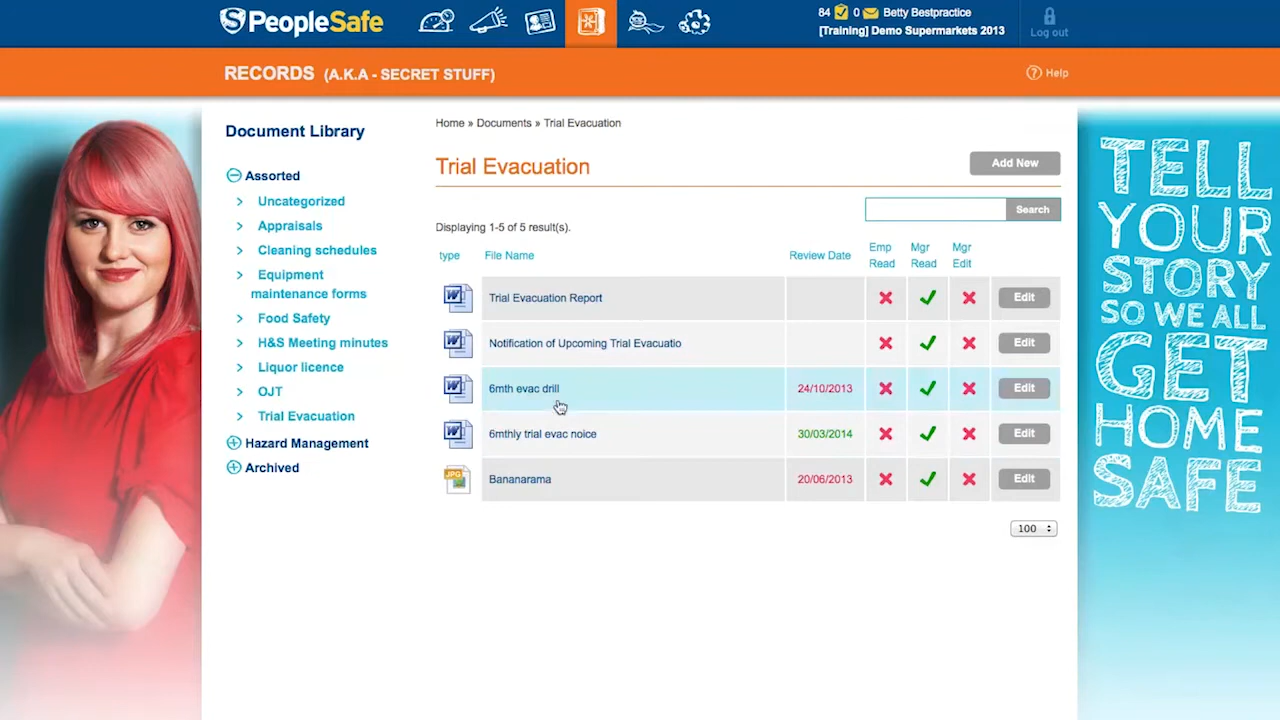 PeopleSafe
84 0 Betty Bestpractice
[Training] Demo Supermarkets 2013
Log out
RECORDS (A.K.A - SECRET STUFF)
Help
Document Library
Assorted
Uncategorized
Appraisals
Cleaning schedules
Equipment
maintenance forms
Food Safety
H&S Meeting minutes
Liquor licence
OJT
Trial Evacuation
Hazard Management
Archived
Home » Documents » Trial Evacuation
Trial Evacuation
Add New
Search
Displaying 1-5 of 5 result(s).
type File Name Review Date Emp Read Mgr Read Mgr Edit
W Trial Evacuation Report Edit
W Notification of Upcoming Trial Evacuatio Edit
W 6mth evac drill 24/10/2013 Edit
W 6mthly trial evac noice 30/03/2014 Edit
JPG Bananarama 20/06/2013 Edit
100
TELL
YOUR
STORY
SO WE ALL
GET
HOME
SAFE